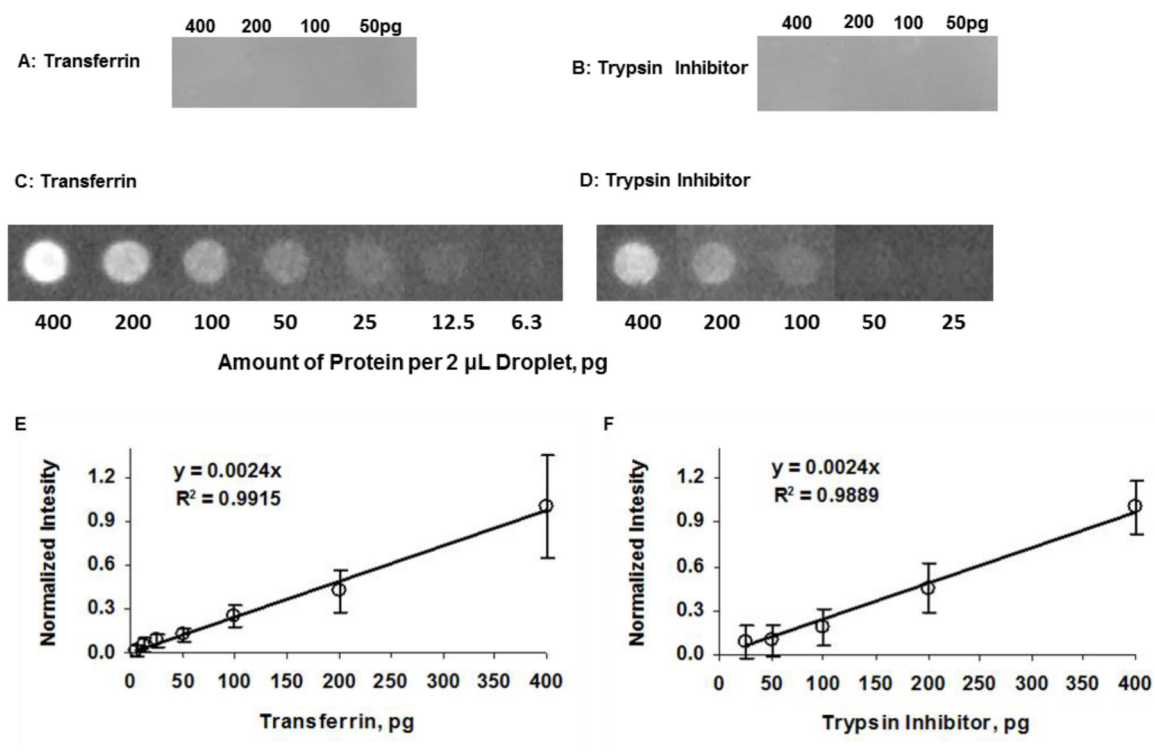 400 200 100 50pg
A: Transferrin
400 200 100 50pg
B: Trypsin Inhibitor
C: Transferrin
D: Trypsin Inhibitor
400 200 100 50 25 12.5 6.3
400 200 100 50 25
Amount of Protein per 2 µL Droplet, pg
E
y = 0.0024x
R² = 0.9915
Normalized Intesity
1.2
0.9
0.6
0.3
0.0
0 50 100 150 200 250 300 350 400
Transferrin, pg
F
y = 0.0024x
R² = 0.9889
Normalized Intesity
1.2
0.9
0.6
0.3
0.0
0 50 100 150 200 250 300 350 400
Trypsin Inhibitor, pg